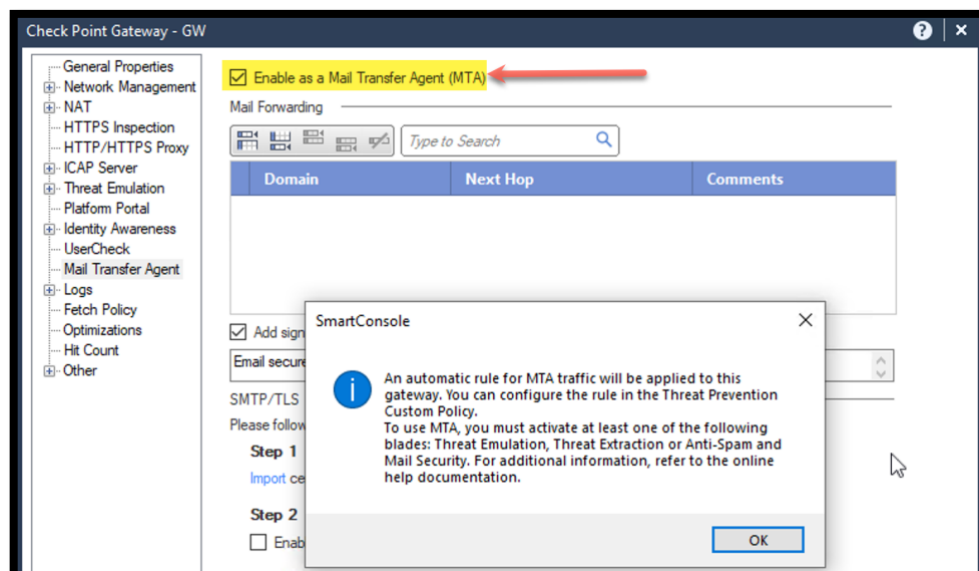 Check Point Gateway - GW
General Properties
Network Management
NAT
HTTPS Inspection
HTTP/HTTPS Proxy
ICAP Server
Threat Emulation
Platform Portal
Identity Awareness
UserCheck
Mail Transfer Agent
Logs
Fetch Policy
Optimizations
Hit Count
Other
Enable as a Mail Transfer Agent (MTA)
Mail Forwarding
Type to Search
Domain Next Hop Comments
Add sign
Email secure
SMTP/TLS
Please follow
Step 1
Import ce
Step 2
Enab
SmartConsole
An automatic rule for MTA traffic will be applied to this
gateway. You can configure the rule in the Threat Prevention
Custom Policy.
To use MTA, you must activate at least one of the following
blades: Threat Emulation, Threat Extraction or Anti-Spam and
Mail Security. For additional information, refer to the online
help documentation.
OK